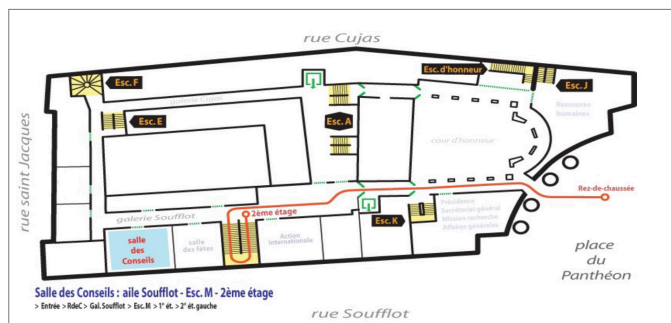 rue Cujas
Esc. F
Esc. d'honneur
Esc. J
galerie Cujas
Ressources
humaines
Esc. E
Esc. A
cour d'honneur
rue saint Jacques
Rez-de-chaussée
Présidence
Secrétariat général
Mission recherche
Affaires générales
2ème étage
galerie Soufflot
Esc. K
salle
des
Conseils
salle
des fêtes
Action
internationale
place
du
Panthéon
Salle des Conseils : aile Soufflot - Esc. M - 2ème étage
> Entrée > RdeC > Gal. Soufflot > Esc. M > 1° ét. > 2° ét. gauche
rue Soufflot